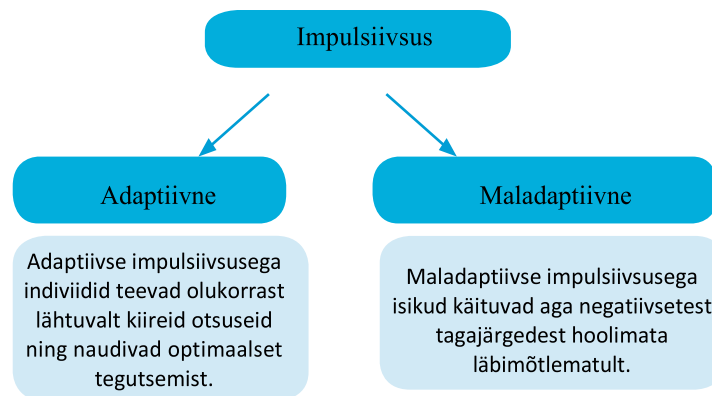 Impulsiivsus
Adaptiivne
Maladaptiivne
Adaptiivse impulsiivsusega
indiviidid teevad olukorrast
lähtuvalt kiireid otsuseid
ning naudivad optimaalset
tegutsemist.
Maladaptiivse impulsiivsusega
isikud käituvad aga negatiivsetest
tagajärgedest hoolimata
läbimõtlematult.